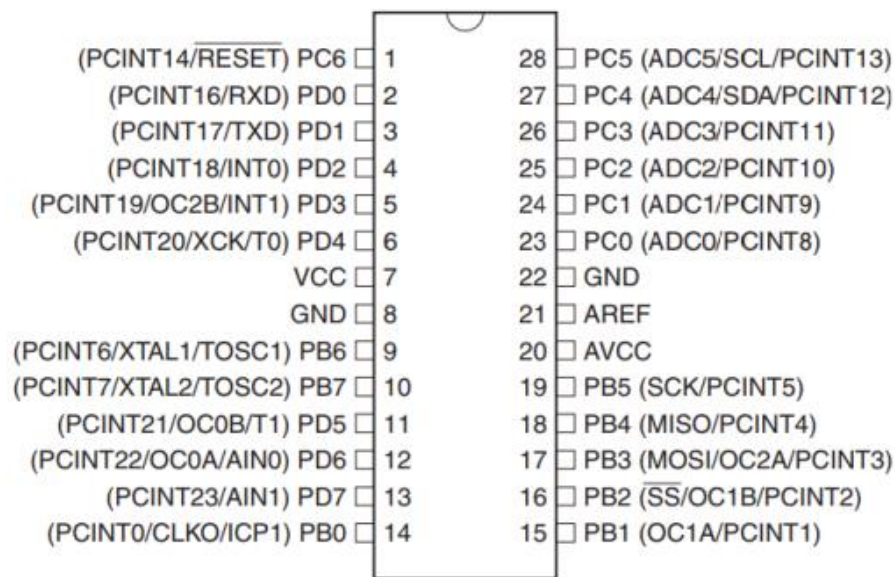 (PCINT14/RESET) PC6 1 28 PC5 (ADC5/SCL/PCINT13)
(PCINT16/RXD) PD0 2 27 PC4 (ADC4/SDA/PCINT12)
(PCINT17/TXD) PD1 3 26 PC3 (ADC3/PCINT11)
(PCINT18/INT0) PD2 4 25 PC2 (ADC2/PCINT10)
(PCINT19/OC2B/INT1) PD3 5 24 PC1 (ADC1/PCINT9)
(PCINT20/XCK/T0) PD4 6 23 PC0 (ADC0/PCINT8)
VCC 7 22 GND
GND 8 21 AREF
(PCINT6/XTAL1/TOSC1) PB6 9 20 AVCC
(PCINT7/XTAL2/TOSC2) PB7 10 19 PB5 (SCK/PCINT5)
(PCINT21/OC0B/T1) PD5 11 18 PB4 (MISO/PCINT4)
(PCINT22/OC0A/AIN0) PD6 12 17 PB3 (MOSI/OC2A/PCINT3)
(PCINT23/AIN1) PD7 13 16 PB2 (SS/OC1B/PCINT2)
(PCINT0/CLKO/ICP1) PB0 14 15 PB1 (OC1A/PCINT1)